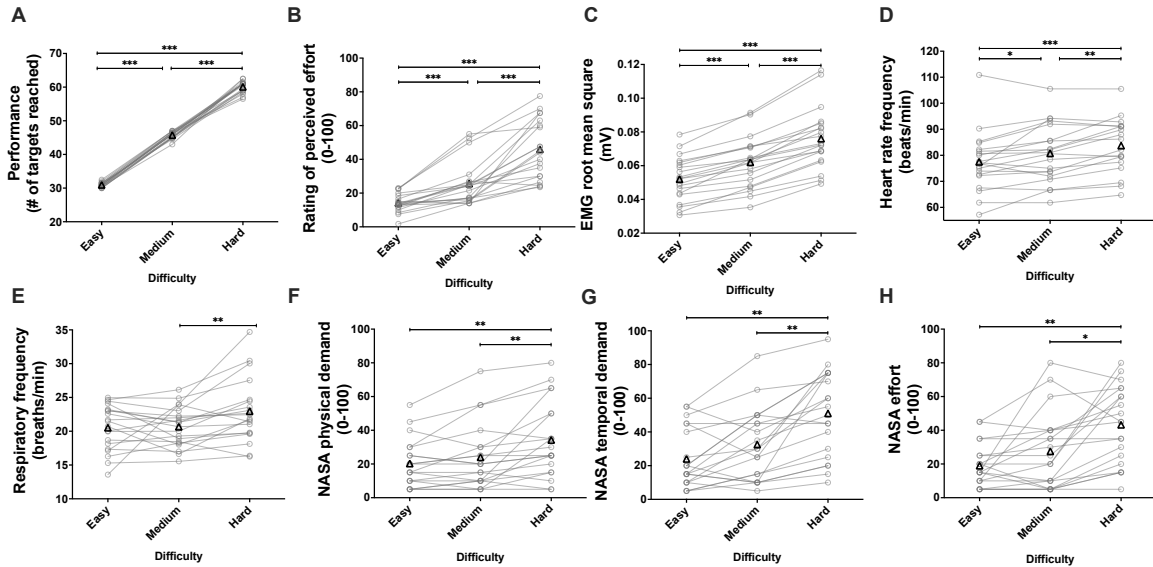 A
Performance
(# of targets reached)
70
60
50
40
30
20
***
***
***
Easy
Medium
Hard
Difficulty
B
Rating of perceived effort
(0-100)
100
80
60
40
20
0
***
***
***
Easy
Medium
Hard
Difficulty
C
EMG root mean square
(mV)
0.14
0.12
0.10
0.08
0.06
0.04
0.02
***
***
***
Easy
Medium
Hard
Difficulty
D
Heart rate frequency
(beats/min)
120
110
100
90
80
70
60
***
*
**
Easy
Medium
Hard
Difficulty
E
Respiratory frequency
(breaths/min)
35
30
25
20
15
10
**
Easy
Medium
Hard
Difficulty
F
NASA physical demand
(0-100)
100
80
60
40
20
0
**
**
Easy
Medium
Hard
Difficulty
G
NASA temporal demand
(0-100)
100
80
60
40
20
0
**
**
Easy
Medium
Hard
Difficulty
H
NASA effort
(0-100)
100
80
60
40
20
0
**
*
Easy
Medium
Hard
Difficulty